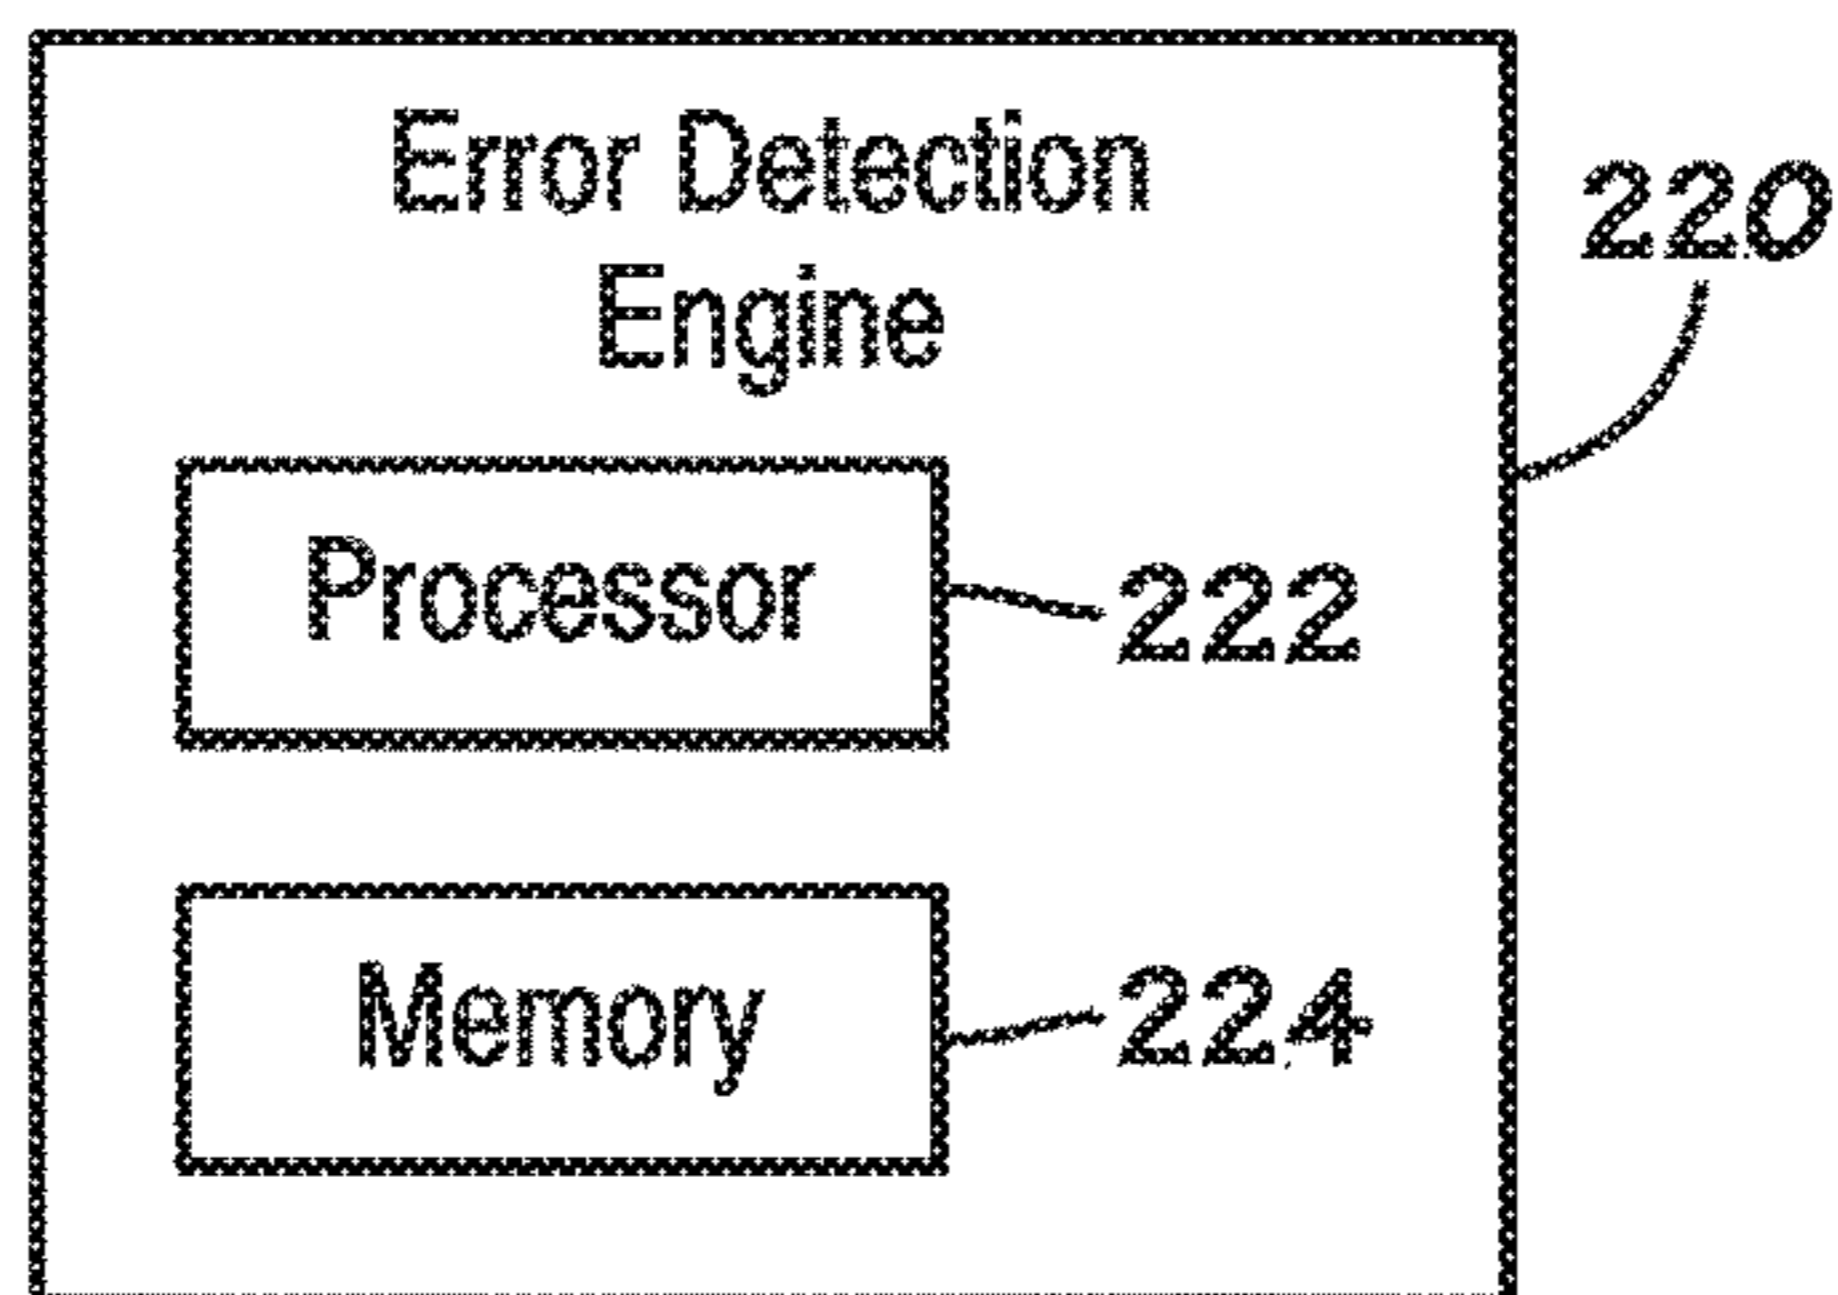 Error Detection
Engine
220
Processor
222
Memory
224